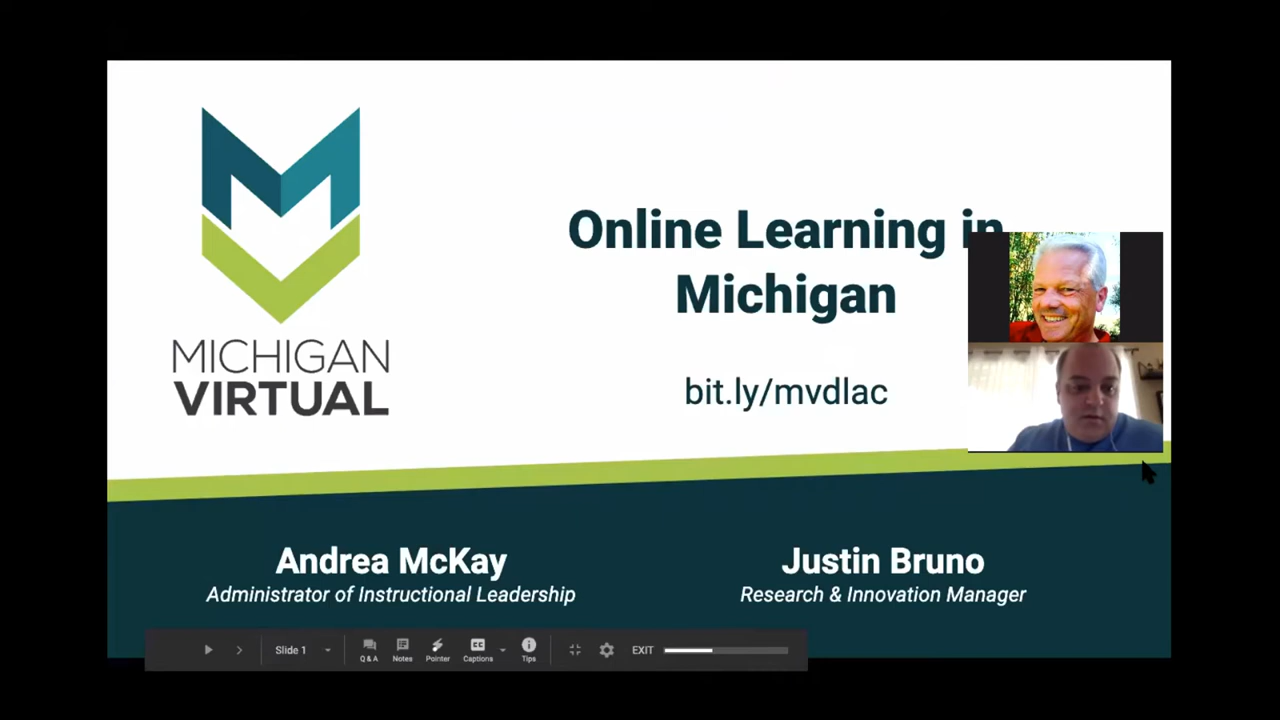 MICHIGAN
VIRTUAL
Online Learning in
Michigan
bit.ly/mvdlac
Andrea McKay
Administrator of Instructional Leadership
Justin Bruno
Research & Innovation Manager
Slide 1
Q & A
Notes
Pointer
CC
Captions
Tips
EXIT